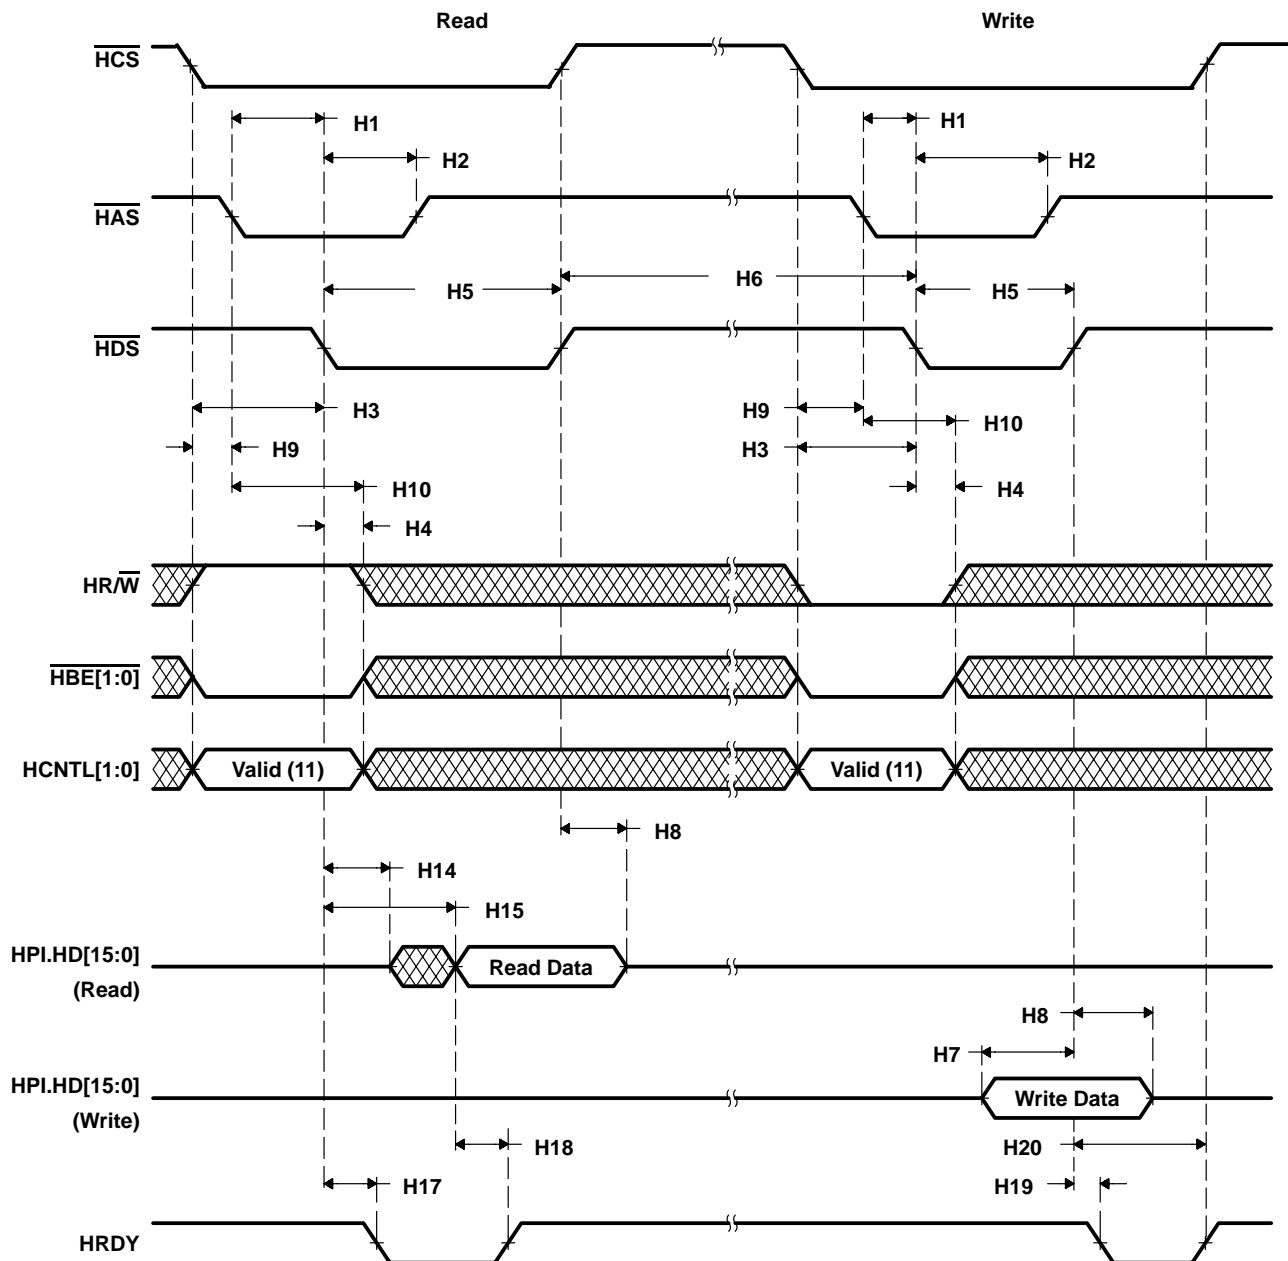 Read Write
HCS
H1 H1
H2 H2
HAS
H6
H5 H5
HDS
H3 H9
H10
H9 H3
H10 H4
H4
HR/W
HBE[1:0]
HCNTL[1:0] Valid (11) Valid (11)
H8
H14
H15
HPI.HD[15:0]
Read Data
(Read)
H8
H7
HPI.HD[15:0]
Write Data
(Write)
H18 H20
H17 H19
HRDY